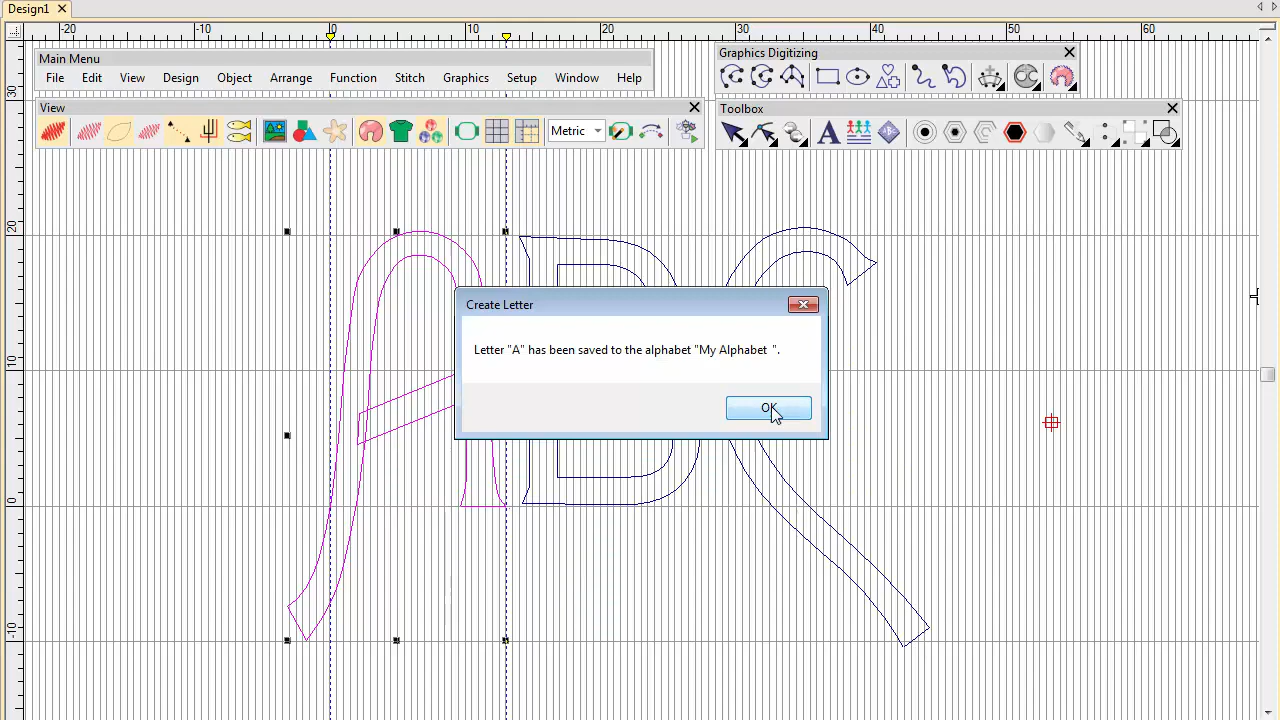 Design1
-20 -10 0 10 20 30 40 50 60
Main Menu
File Edit View Design Object Arrange Function Stitch Graphics Setup Window Help
Graphics Digitizing
View
Metric
Toolbox
A
ABC
30
20
10
0
-10
Create Letter
Letter "A" has been saved to the alphabet "My Alphabet ".
OK